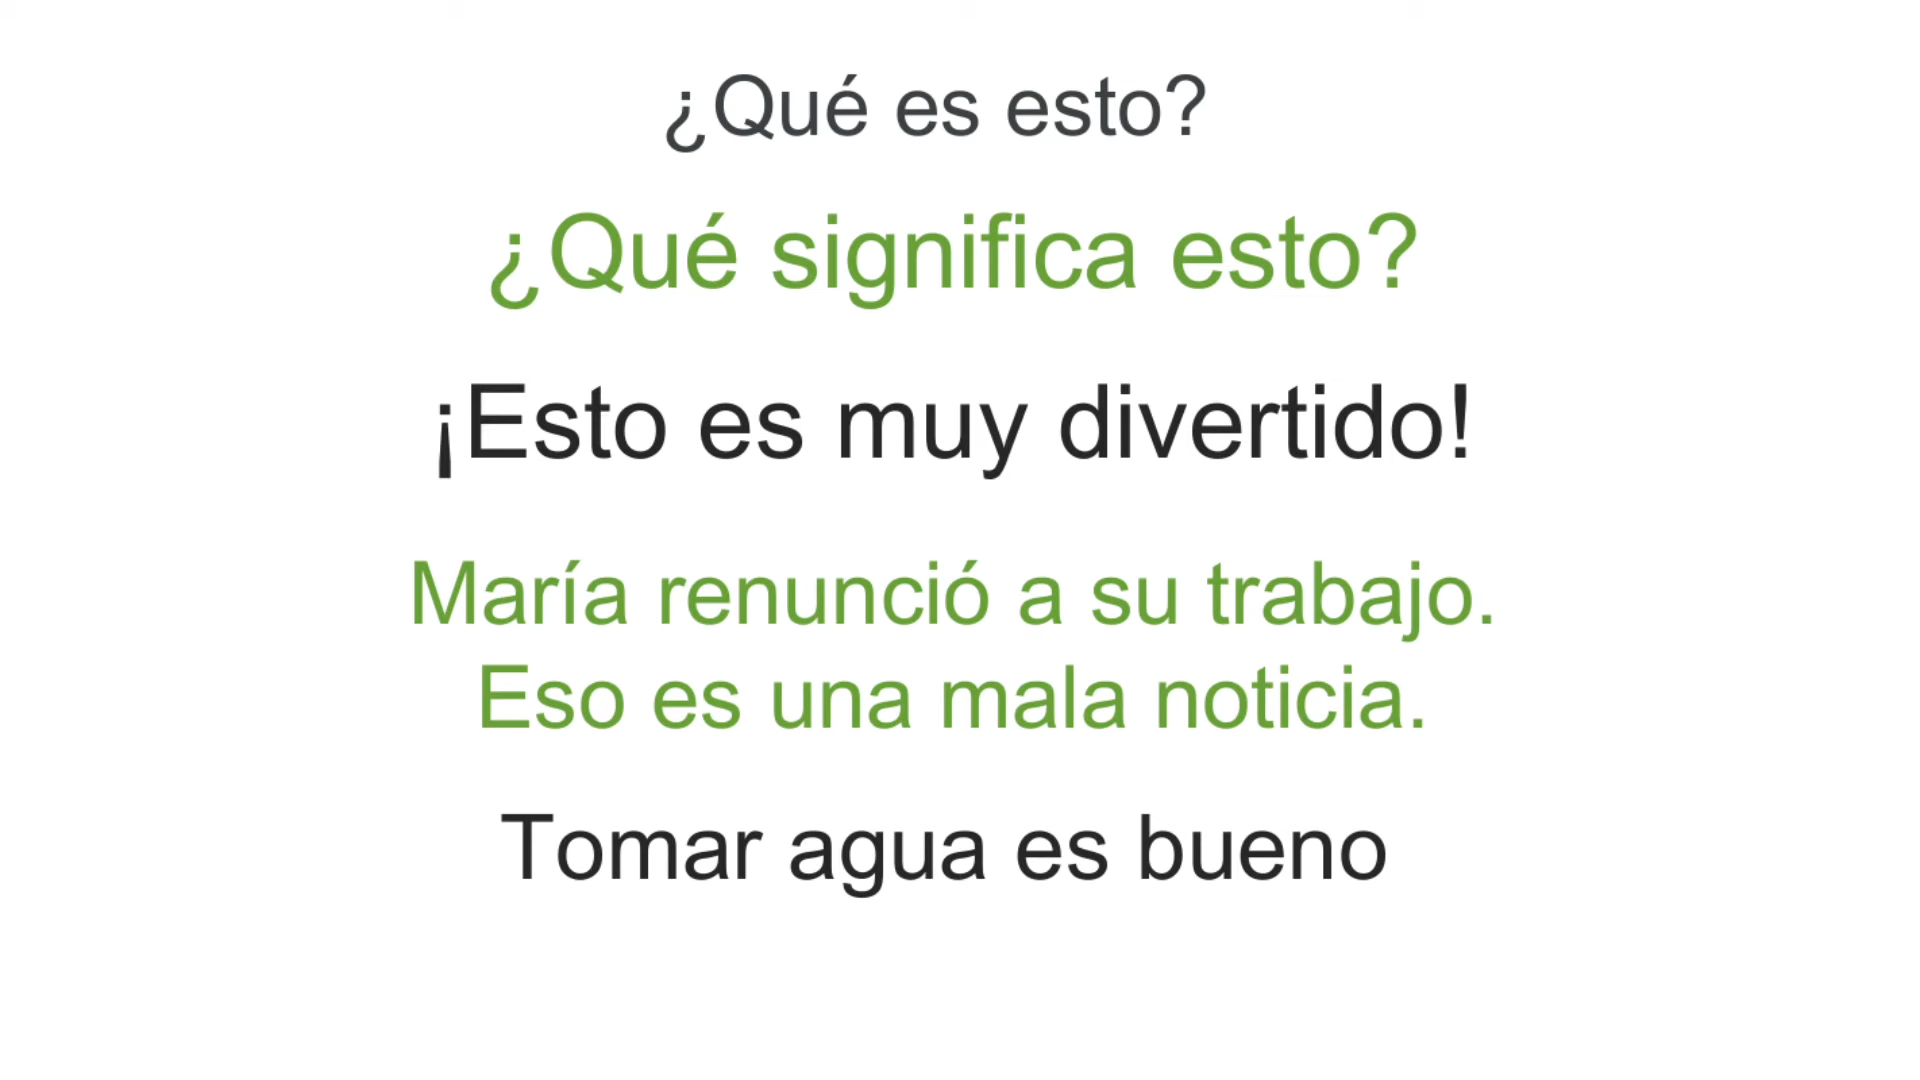 ¿Qué es esto?
¿Qué significa esto?
¡Esto es muy divertido!
María renunció a su trabajo.
Eso es una mala noticia.
Tomar agua es bueno